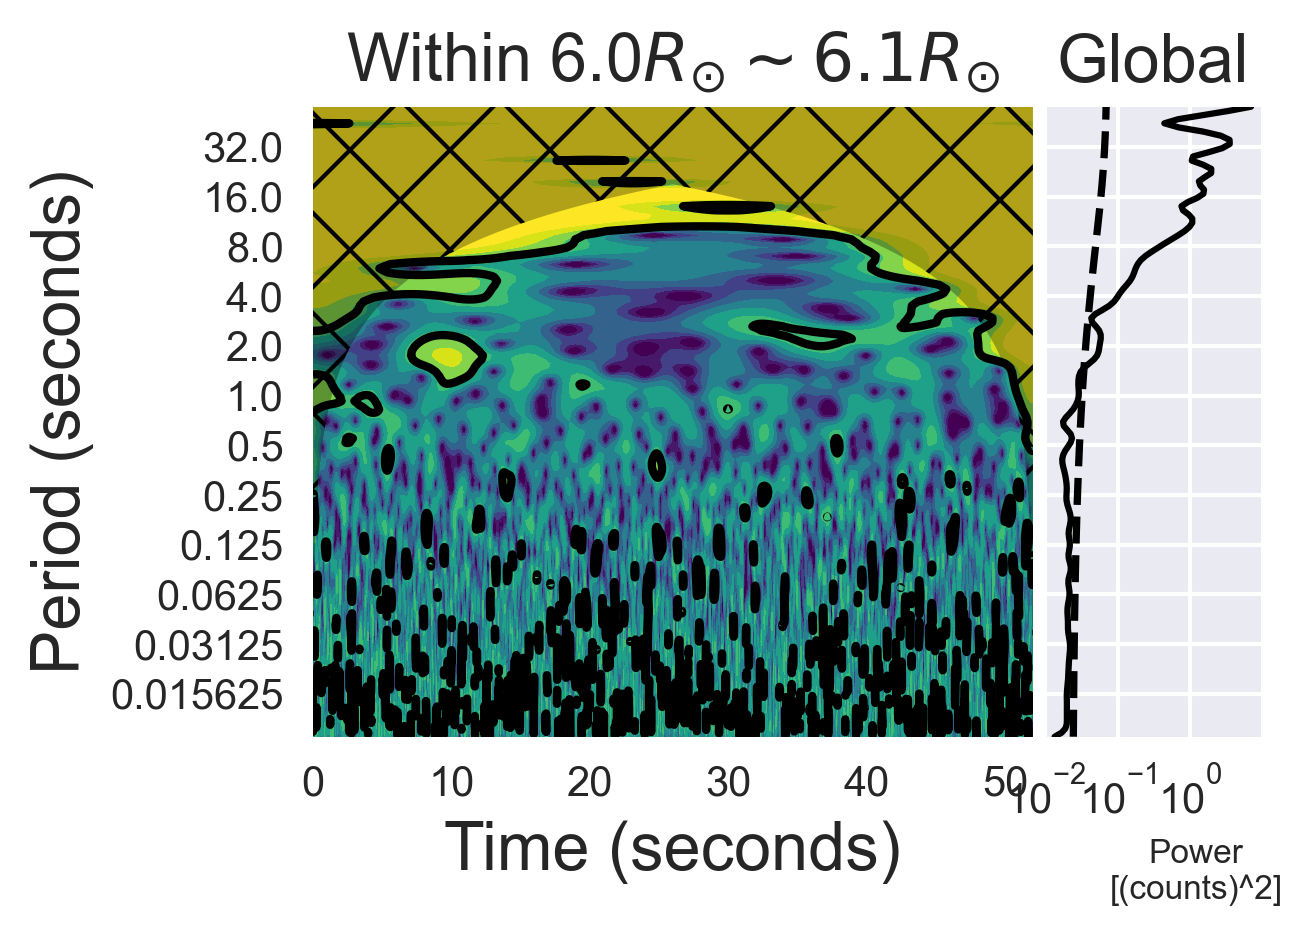 Within 6.0R⊙ ~ 6.1R⊙
Global
Period (seconds)
32.0
16.0
8.0
4.0
2.0
1.0
0.5
0.25
0.125
0.0625
0.03125
0.015625
0 10 20 30 40 50
10⁻² 10⁻¹ 10⁰
Time (seconds)
Power
[(counts)^2]